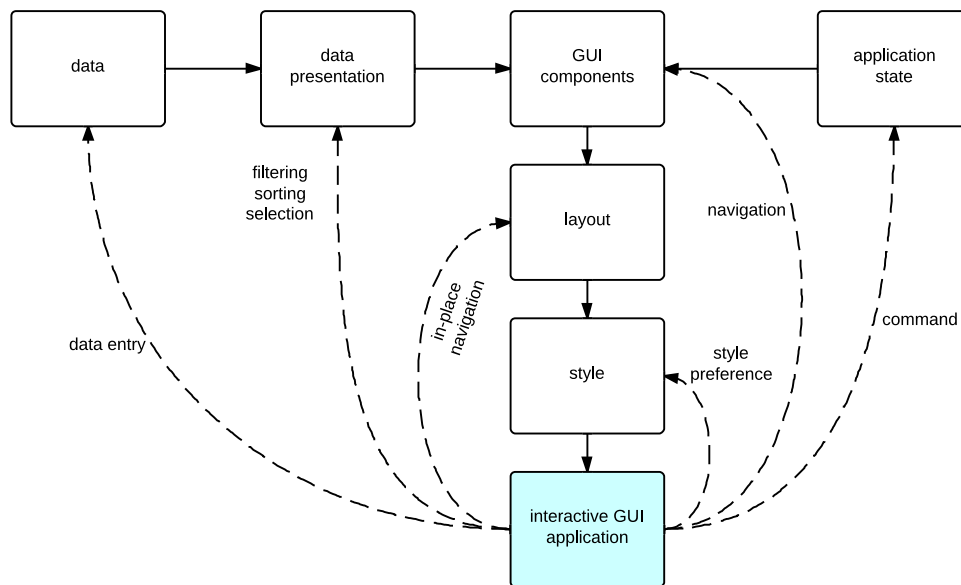 data
data
presentation
GUI
components
application
state
filtering
sorting
selection
layout
navigation
in-place
navigation
data entry
style
style
preference
command
interactive GUI
application